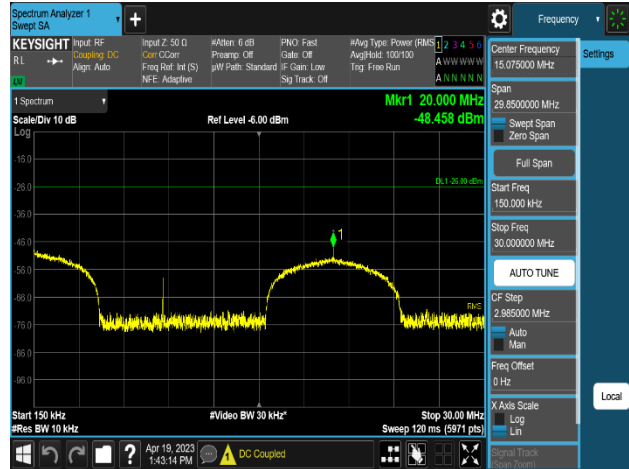 Spectrum Analyzer 1
Swept SA
Frequency
KEYSIGHT
RL
LXI
Input: RF
Coupling: DC
Align: Auto
Input Z: 50 Ω
Corr CCorr
Freq Ref: Int (S)
NFE: Adaptive
#Atten: 6 dB
Preamp: Off
µW Path: Standard
PNO: Fast
Gate: Off
IF Gain: Low
Sig Track: Off
#Avg Type: Power (RMS
Avg|Hold: 100/100
Trig: Free Run
1 2 3 4 5 6
A W W W W W
A N N N N N
1 Spectrum
Scale/Div 10 dB
Log
Ref Level -6.00 dBm
Mkr1 20.000 MHz
-48.458 dBm
-16.0
-26.0
-36.0
-46.0
-56.0
-66.0
-76.0
-86.0
-96.0
DL1 -26.00 dBm
1
RMS
Start 150 kHz
#Res BW 10 kHz
#Video BW 30 kHz*
Stop 30.00 MHz
Sweep 120 ms (5971 pts)
Apr 19, 2023
1:43:14 PM
DC Coupled
Center Frequency
15.075000 MHz
Span
29.8500000 MHz
Swept Span
Zero Span
Full Span
Start Freq
150.000 kHz
Stop Freq
30.000000 MHz
AUTO TUNE
CF Step
2.985000 MHz
Auto
Man
Freq Offset
0 Hz
X Axis Scale
Log
Lin
Signal Track
(Span Zoom)
Settings
Local